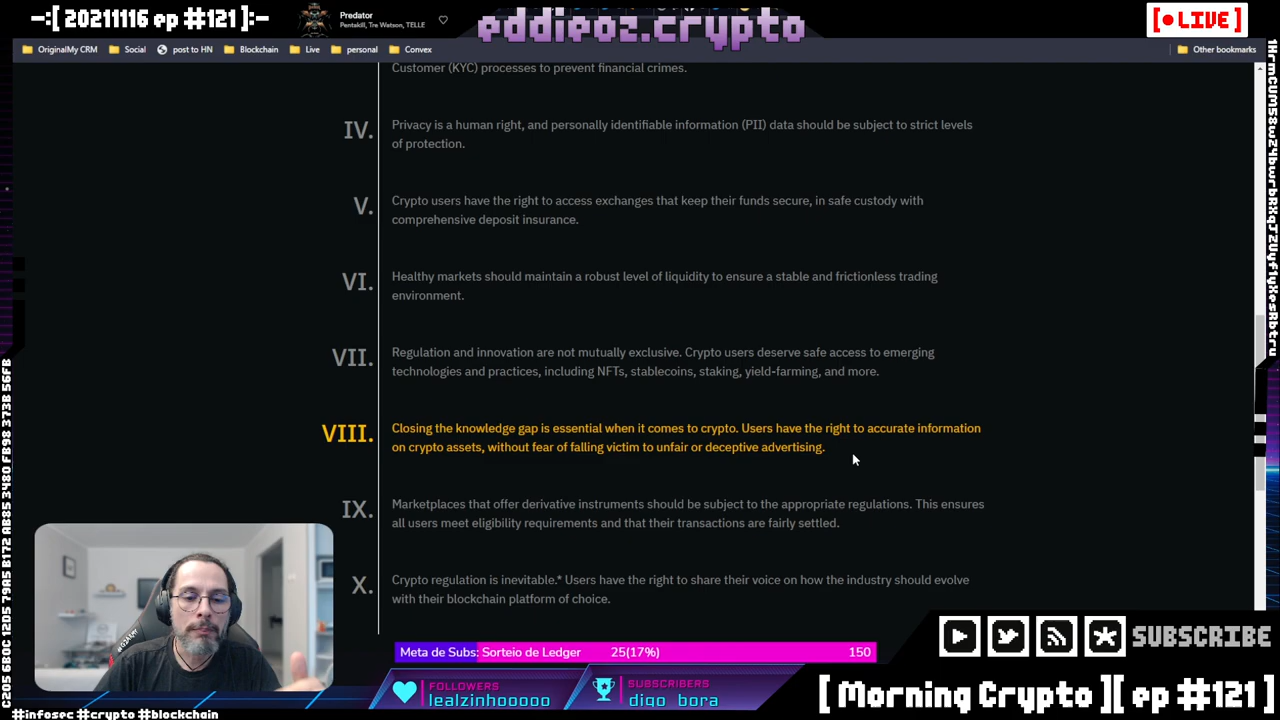 -:[ 20211116 ep #121 ]:-
Predator
Pentakill, Tre Watson, TELLE
eddieoz.crypto
[ LIVE ]
OriginalMy CRM
Social
post to HN
Blockchain
Live
personal
Convex
Other bookmarks
Customer (KYC) processes to prevent financial crimes.
IV.
Privacy is a human right, and personally identifiable information (PII) data should be subject to strict levels
of protection.
V.
Crypto users have the right to access exchanges that keep their funds secure, in safe custody with
comprehensive deposit insurance.
VI.
Healthy markets should maintain a robust level of liquidity to ensure a stable and frictionless trading
environment.
VII.
Regulation and innovation are not mutually exclusive. Crypto users deserve safe access to emerging
technologies and practices, including NFTs, stablecoins, staking, yield-farming, and more.
VIII.
Closing the knowledge gap is essential when it comes to crypto. Users have the right to accurate information
on crypto assets, without fear of falling victim to unfair or deceptive advertising.
IX.
Marketplaces that offer derivative instruments should be subject to the appropriate regulations. This ensures
all users meet eligibility requirements and that their transactions are fairly settled.
X.
Crypto regulation is inevitable.* Users have the right to share their voice on how the industry should evolve
with their blockchain platform of choice.
Meta de Subs: Sorteio de Ledger 25(17%) 150
FOLLOWERS
lealzinhooooo
SUBSCRIBERS
digo_bora
SUBSCRIBE
[ Morning Crypto ][ ep #121 ]
#infosec #crypto #blockchain